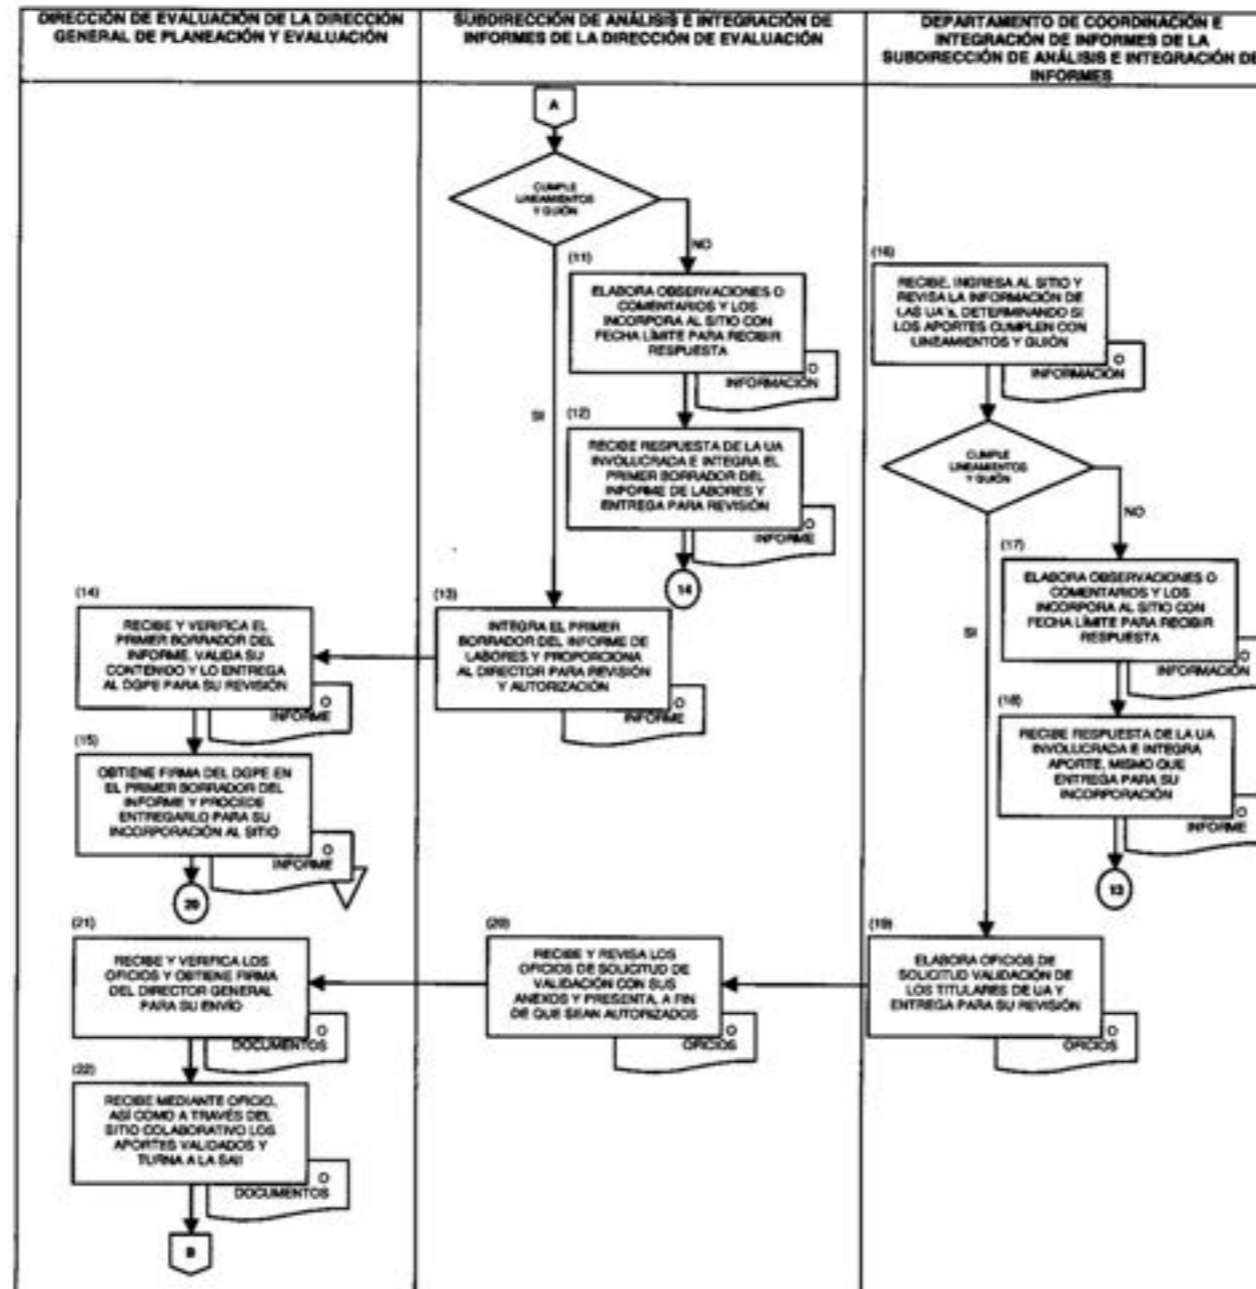 DIRECCIÓN DE EVALUACIÓN DE LA DIRECCIÓN
GENERAL DE PLANEACIÓN Y EVALUACIÓN
SUBDIRECCIÓN DE ANÁLISIS E INTEGRACIÓN DE
INFORMES DE LA DIRECCIÓN DE EVALUACIÓN
DEPARTAMENTO DE COORDINACIÓN E
INTEGRACIÓN DE INFORMES DE LA
SUBDIRECCIÓN DE ANÁLISIS E INTEGRACIÓN DE
INFORMES
A
CUMPLE
LINEAMIENTOS
Y GUIÓN
NO
SI
(11)
ELABORA OBSERVACIONES O
COMENTARIOS Y LOS
INCORPORA AL SITIO CON
FECHA LÍMITE PARA RECIBIR
RESPUESTA
O
INFORMACIÓN
(12)
RECIBE RESPUESTA DE LA UA
INVOLUCRADA E INTEGRA EL
PRIMER BORRADOR DEL
INFORME DE LABORES Y
ENTREGA PARA REVISIÓN
O
INFORME
14
(13)
INTEGRA EL PRIMER
BORRADOR DEL INFORME DE
LABORES Y PROPORCIONA
AL DIRECTOR PARA REVISIÓN
Y AUTORIZACIÓN
O
INFORME
(14)
RECIBE Y VERIFICA EL
PRIMER BORRADOR DEL
INFORME, VALIDA SU
CONTENIDO Y LO ENTREGA
AL DGPE PARA SU REVISIÓN
O
INFORME
(15)
OBTIENE FIRMA DEL DGPE EN
EL PRIMER BORRADOR DEL
INFORME Y PROCEDE
ENTREGARLO PARA SU
INCORPORACIÓN AL SITIO
O
INFORME
20
(16)
RECIBE, INGRESA AL SITIO Y
REVISA LA INFORMACIÓN DE
LAS UA's, DETERMINANDO SI
LOS APORTES CUMPLEN CON
LINEAMIENTOS Y GUIÓN
O
INFORMACIÓN
CUMPLE
LINEAMIENTOS
Y GUIÓN
NO
SI
(17)
ELABORA OBSERVACIONES O
COMENTARIOS Y LOS
INCORPORA AL SITIO CON
FECHA LÍMITE PARA RECIBIR
RESPUESTA
O
INFORMACIÓN
(18)
RECIBE RESPUESTA DE LA UA
INVOLUCRADA E INTEGRA
APORTE, MISMO QUE
ENTREGA PARA SU
INCORPORACIÓN
O
INFORME
13
(19)
ELABORA OFICIOS DE
SOLICITUD VALIDACIÓN DE
LOS TITULARES DE UA Y
ENTREGA PARA SU REVISIÓN
O
OFICIOS
(20)
RECIBE Y REVISA LOS
OFICIOS DE SOLICITUD DE
VALIDACIÓN CON SUS
ANEXOS Y PRESENTA, A FIN
DE QUE SEAN AUTORIZADOS
O
OFICIOS
(21)
RECIBE Y VERIFICA LOS
OFICIOS Y OBTIENE FIRMA
DEL DIRECTOR GENERAL
PARA SU ENVÍO
O
DOCUMENTOS
(22)
RECIBE MEDIANTE OFICIO,
ASÍ COMO A TRAVÉS DEL
SITIO COLABORATIVO LOS
APORTES VALIDADOS Y
TURNA A LA SAII
O
DOCUMENTOS
B